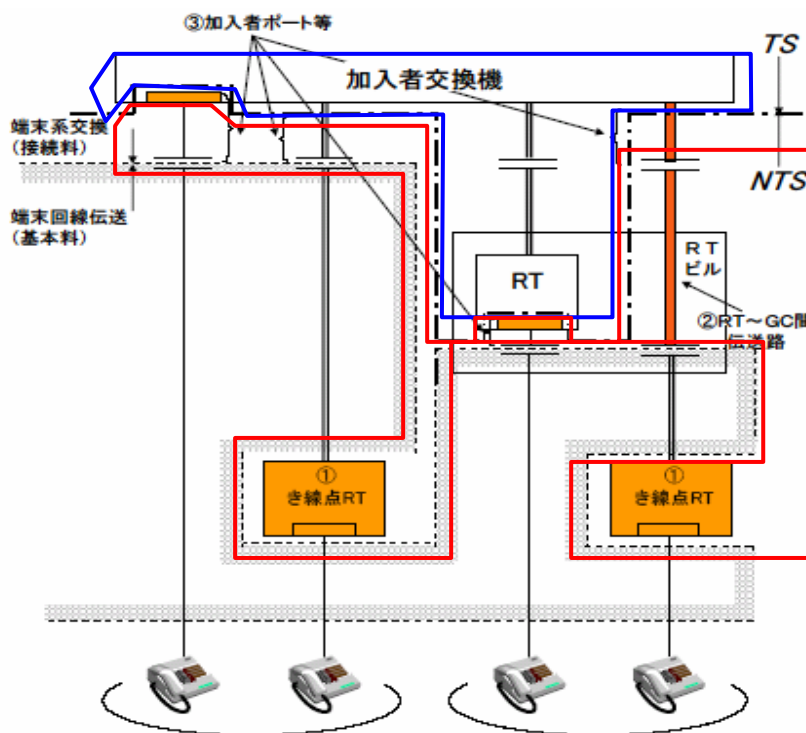 ③加入者ポート等
TS
加入者交換機
端末系交換
(接続料)
NTS
端末回線伝送
(基本料)
RT
ビル
RT
②RT～GC間
伝送路
①
き線点RT
①
き線点RT